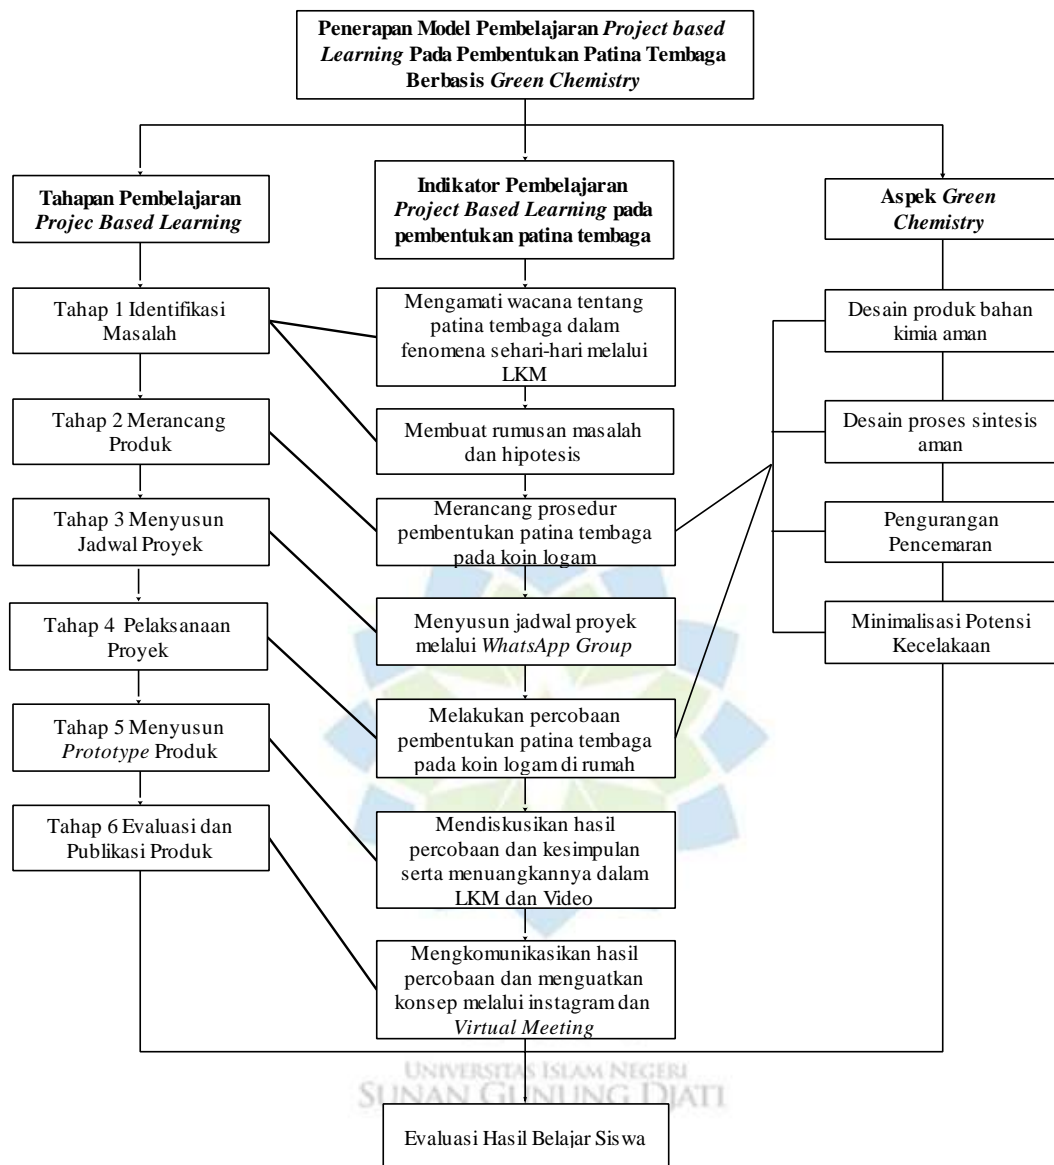 Penerapan Model Pembelajaran Project based
Learning Pada Pembentukan Patina Tembaga
Berbasis Green Chemistry
Tahapan Pembelajaran
Projec Based Learning
Indikator Pembelajaran
Project Based Learning pada
pembentukan patina tembaga
Aspek Green
Chemistry
Tahap 1 Identifikasi
Masalah
Tahap 2 Merancang
Produk
Tahap 3 Menyusun
Jadwal Proyek
Tahap 4 Pelaksanaan
Proyek
Tahap 5 Menyusun
Prototype Produk
Tahap 6 Evaluasi dan
Publikasi Produk
Mengamati wacana tentang
patina tembaga dalam
fenomena sehari-hari melalui
LKM
Membuat rumusan masalah
dan hipotesis
Merancang prosedur
pembentukan patina tembaga
pada koin logam
Menyusun jadwal proyek
melalui WhatsApp Group
Melakukan percobaan
pembentukan patina tembaga
pada koin logam di rumah
Mendiskusikan hasil
percobaan dan kesimpulan
serta menuangkannya dalam
LKM dan Video
Mengkomunikasikan hasil
percobaan dan menguatkan
konsep melalui instagram dan
Virtual Meeting
Desain produk bahan
kimia aman
Desain proses sintesis
aman
Pengurangan
Pencemaran
Minimalisasi Potensi
Kecelakaan
UNIVERSITAS ISLAM NEGERI
SUNAN GUNUNG DJATI
Evaluasi Hasil Belajar Siswa